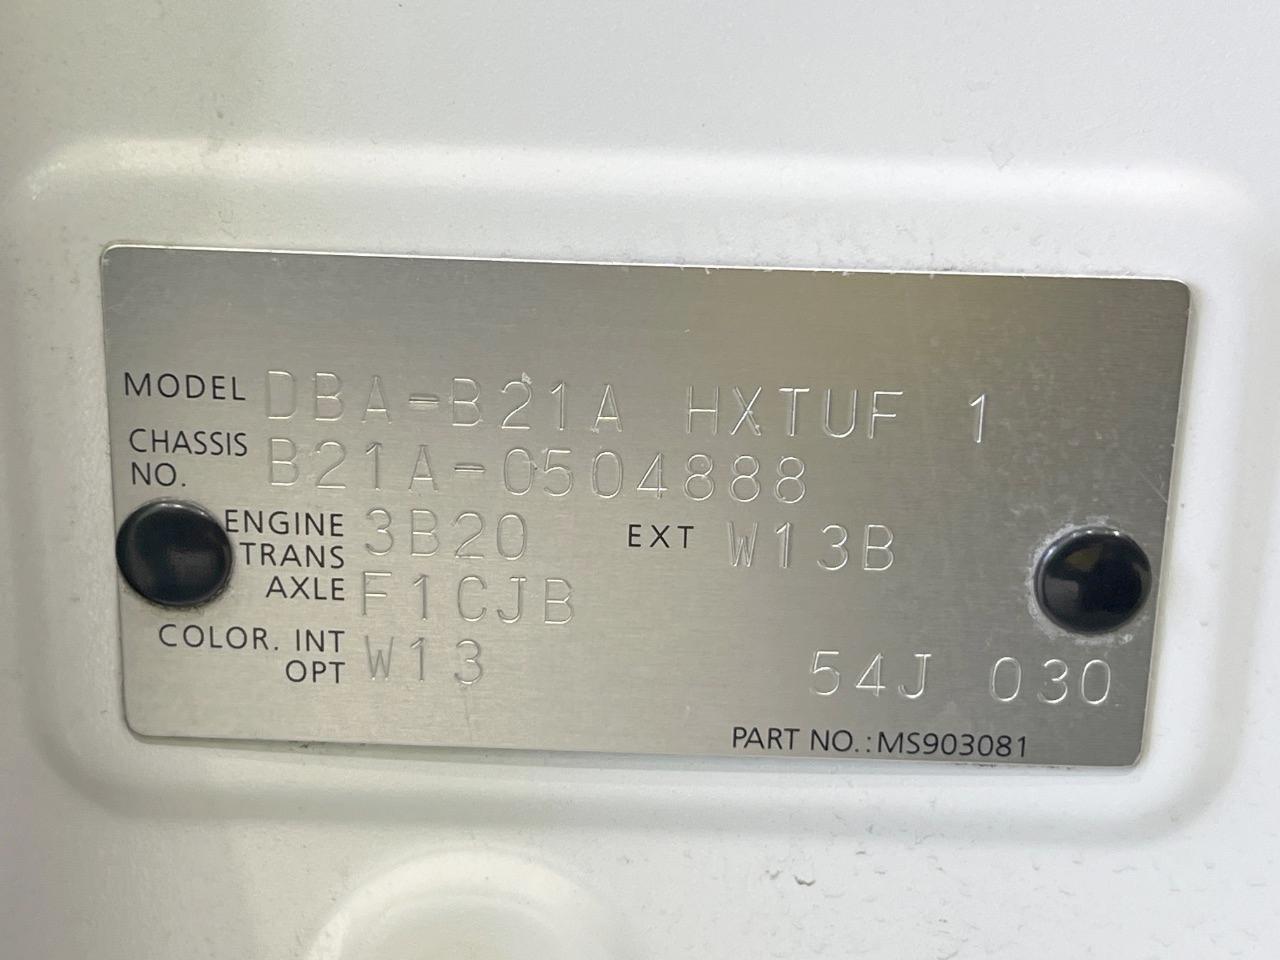 MODEL DBA-B21A HXTUF 1
CHASSIS NO. B21A-0504888
ENGINE 3B20 EXT W13B
TRANS AXLE F1CJB
COLOR. INT OPT W13 54J 030
PART NO.:MS903081